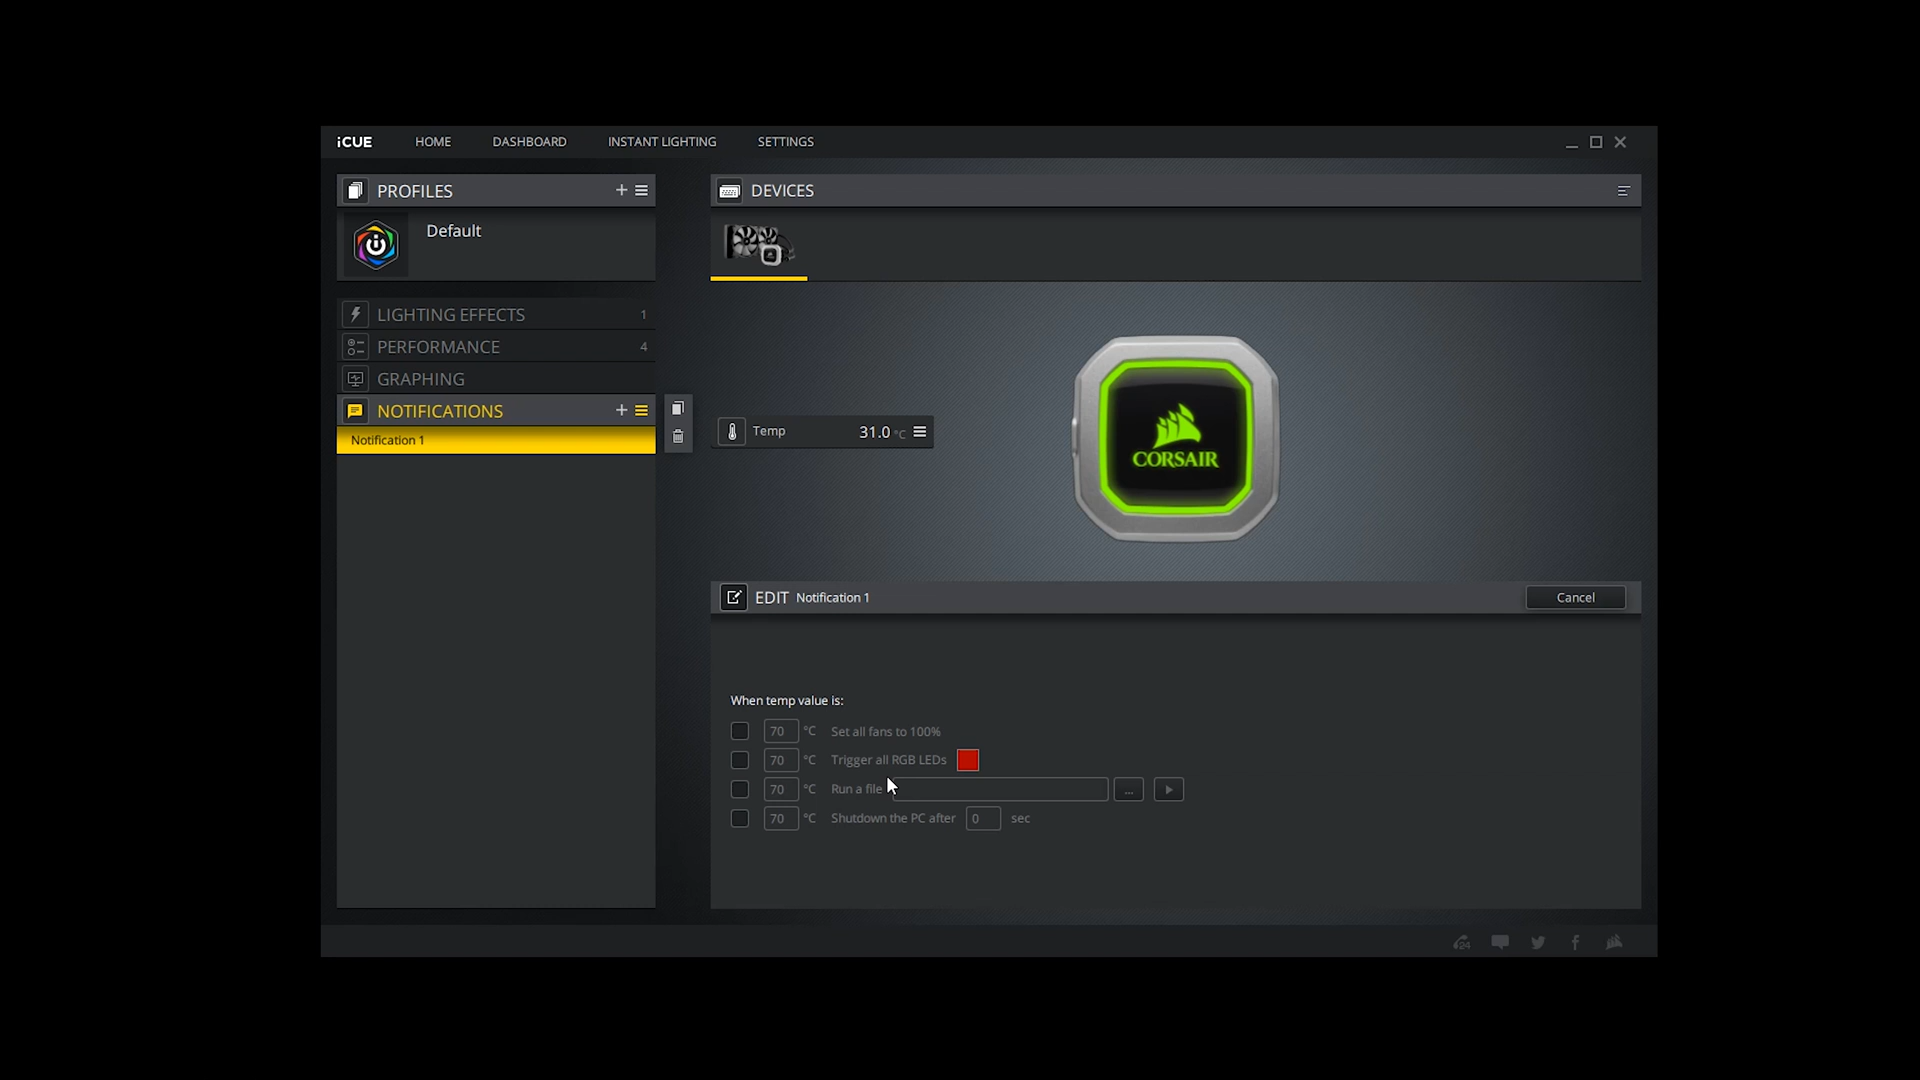 iCUE HOME DASHBOARD INSTANT LIGHTING SETTINGS
PROFILES
Default
LIGHTING EFFECTS 1
PERFORMANCE 4
GRAPHING
NOTIFICATIONS
Notification 1
DEVICES
Temp 31.0 °C
CORSAIR
EDIT Notification 1 Cancel
When temp value is:
70 °C Set all fans to 100%
70 °C Trigger all RGB LEDs
70 °C Run a file ...
70 °C Shutdown the PC after 0 sec
24